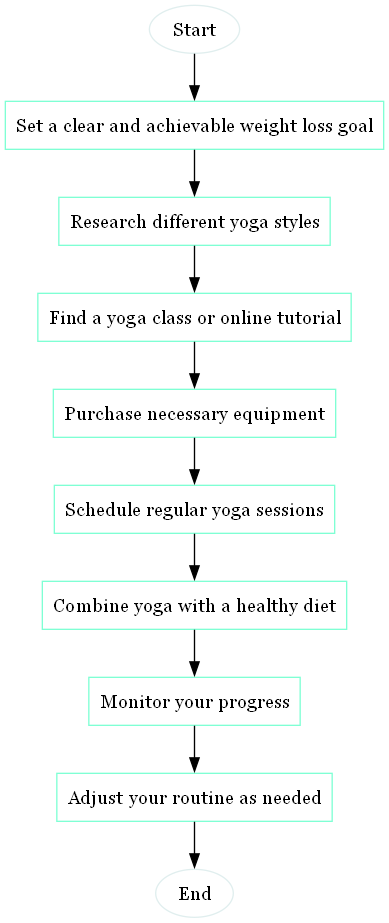 Start
Set a clear and achievable weight loss goal
Research different yoga styles
Find a yoga class or online tutorial
Purchase necessary equipment
Schedule regular yoga sessions
Combine yoga with a healthy diet
Monitor your progress
Adjust your routine as needed
End